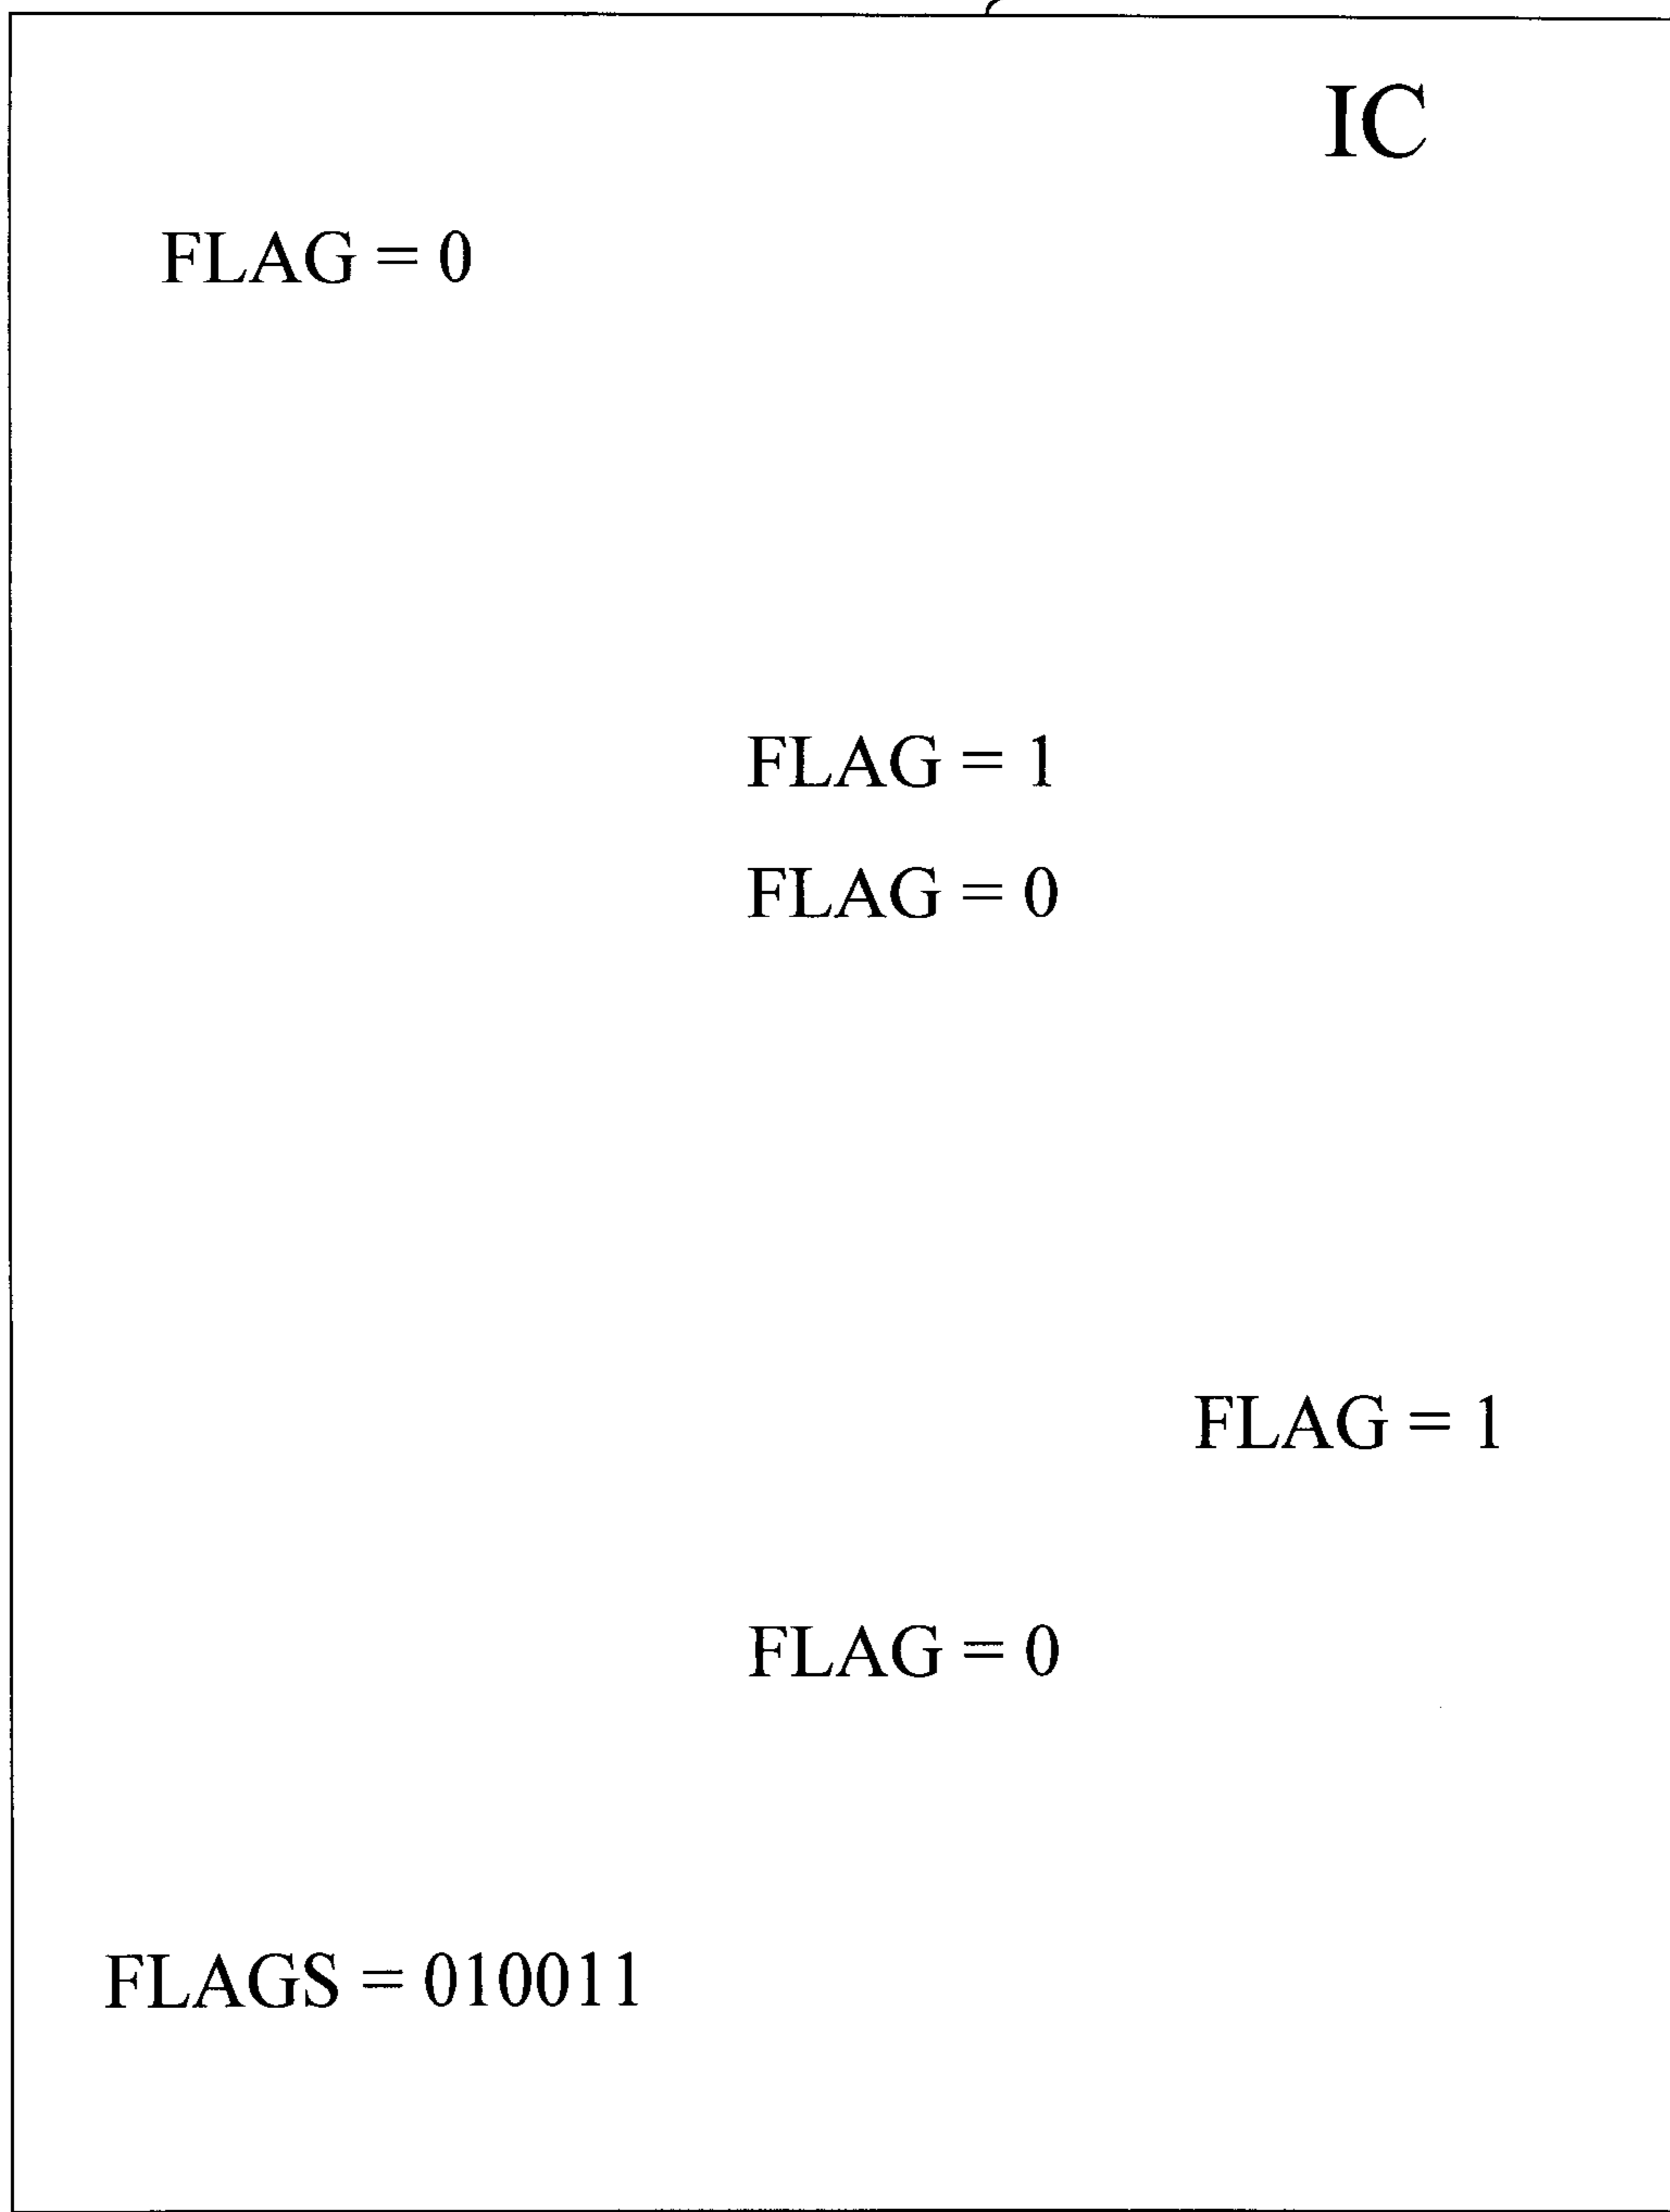 IC
FLAG = 0
FLAG = 1
FLAG = 0
FLAG = 1
FLAG = 0
FLAGS = 010011